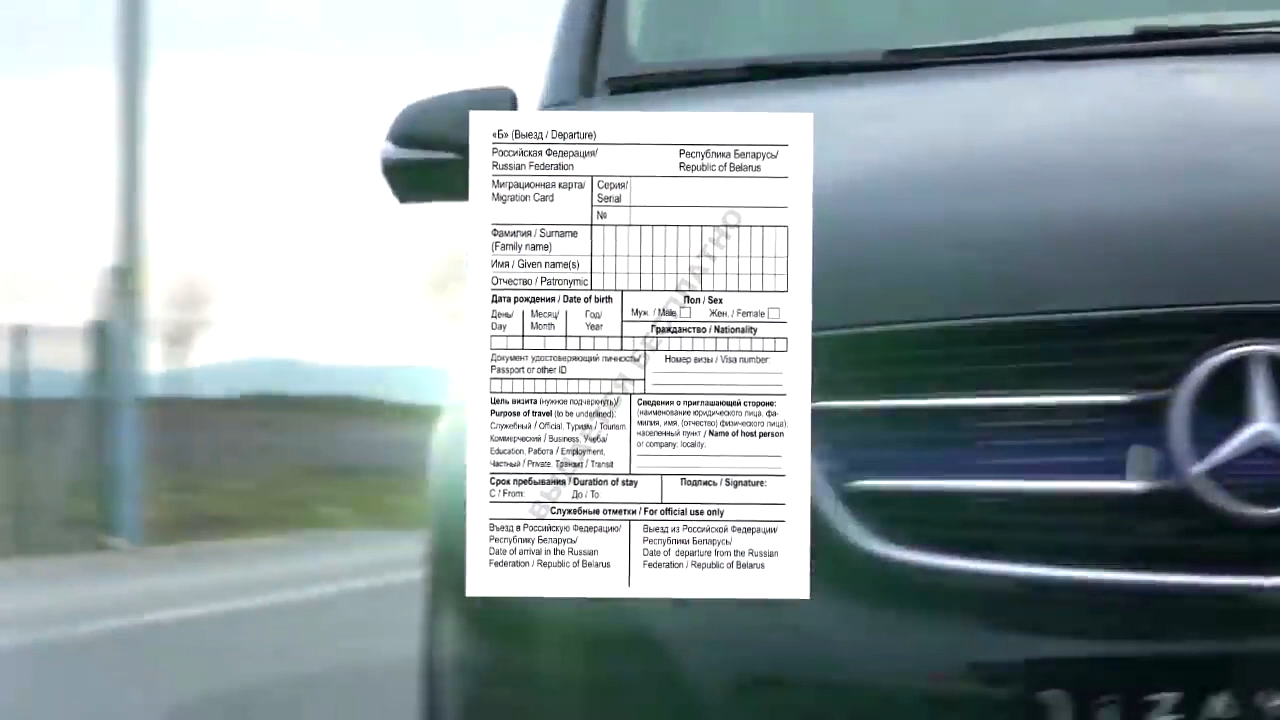 «Б» (Выезд / Departure)
Российская Федерация/
Russian Federation
Республика Беларусь/
Republic of Belarus
Миграционная карта/
Migration Card
Серия/
Serial
№
Фамилия / Surname
(Family name)
Имя / Given name(s)
Отчество / Patronymic
Дата рождения / Date of birth
День/
Day
Месяц/
Month
Год/
Year
Пол / Sex
Муж. / Male
Жен. / Female
Гражданство / Nationality
Документ удостоверяющий личность/
Passport or other ID
Номер визы / Visa number:
Цель визита (нужное подчеркнуть)/
Purpose of travel (to be underlined):
Служебный / Official, Туризм / Tourism
Коммерческий / Business, Учеба/
Education, Работа / Employment,
Частный / Private, Транзит / Transit
Сведения о приглашающей стороне:
(наименование юридического лица, фа-
милия, имя, (отчество) физического лица),
населенный пункт / Name of host person
or company, locality:
Срок пребывания / Duration of stay
С / From:
До / To
Подпись / Signature:
Служебные отметки / For official use only
Въезд в Российскую Федерацию/
Республику Беларусь/
Date of arrival in the Russian
Federation / Republic of Belarus
Выезд из Российской Федерации/
Республики Беларусь/
Date of departure from the Russian
Federation / Republic of Belarus
ВЫДАЕТСЯ БЕСПЛАТНО